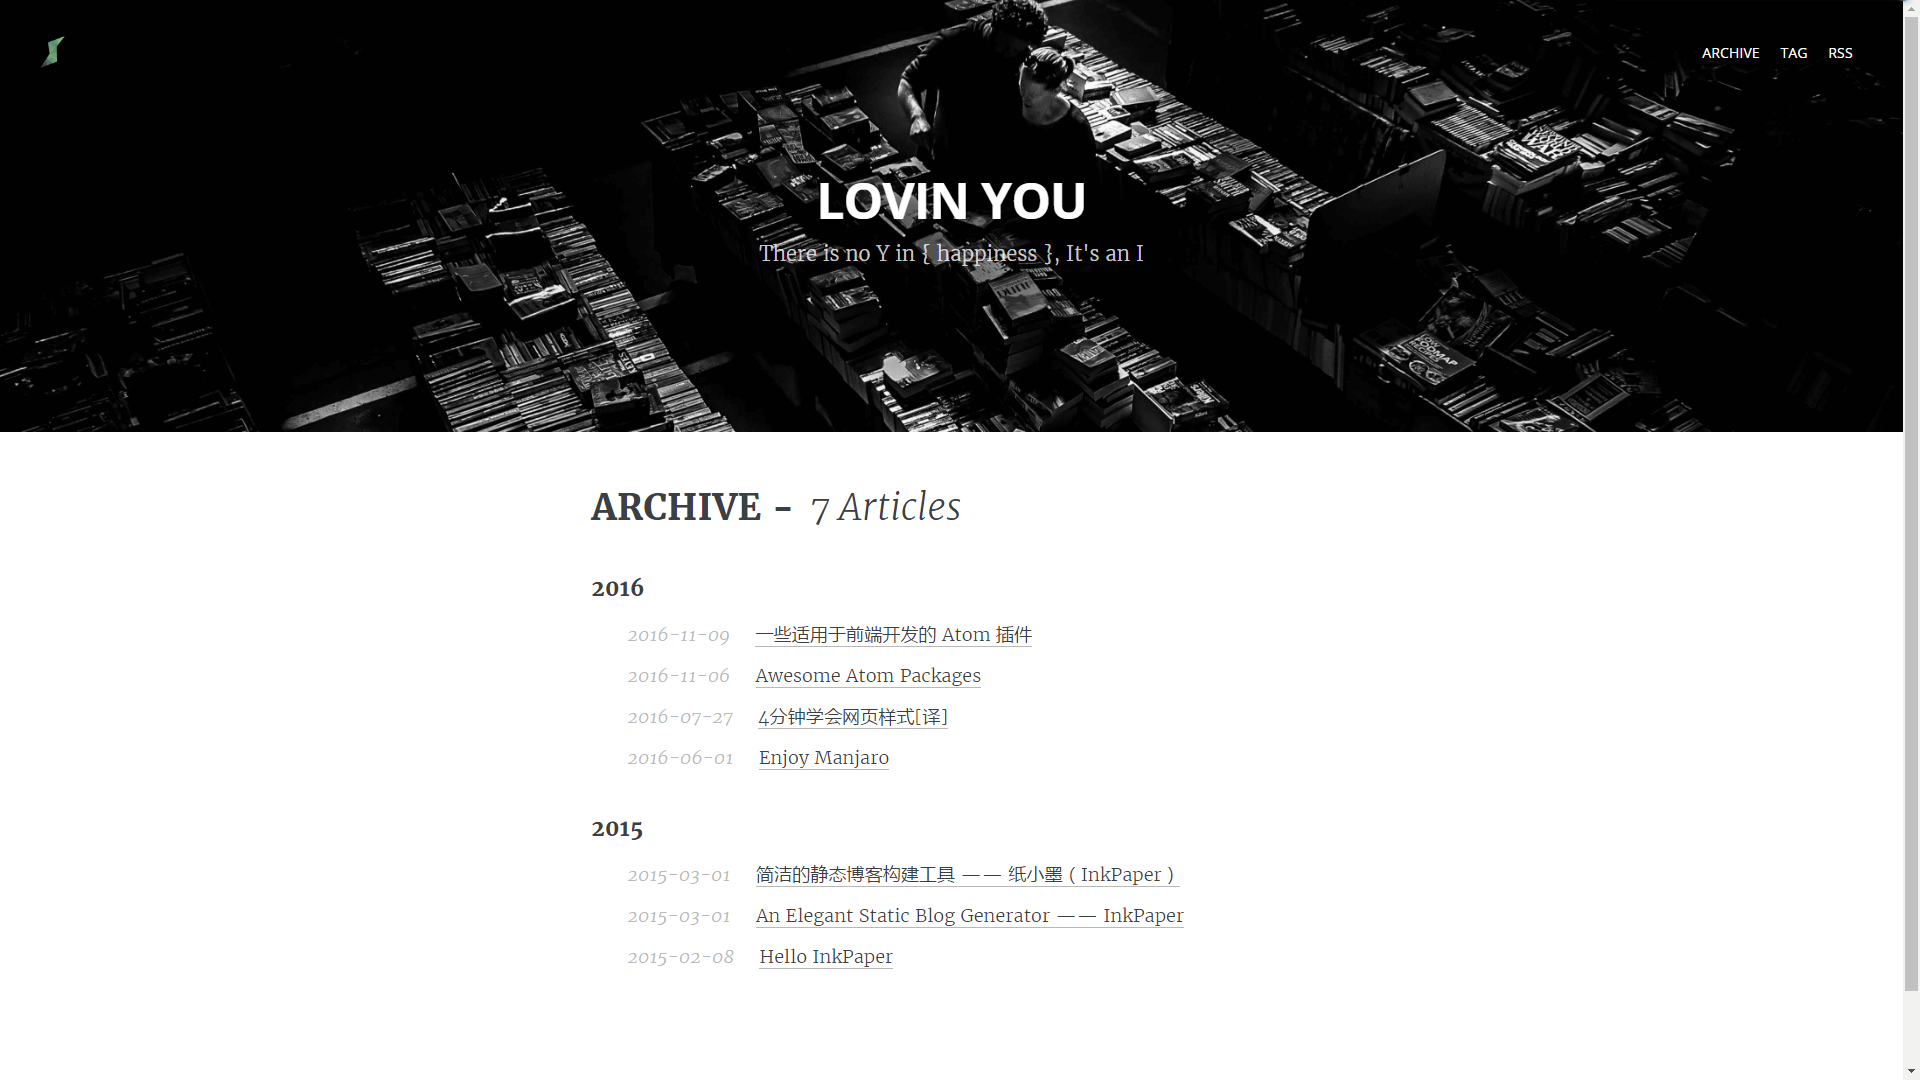 ARCHIVE TAG RSS
LOVIN YOU
There is no Y in { happiness }, It's an I
ARCHIVE - 7 Articles
2016
2016-11-09 一些适用于前端开发的 Atom 插件
2016-11-06 Awesome Atom Packages
2016-07-27 4分钟学会网页样式[译]
2016-06-01 Enjoy Manjaro
2015
2015-03-01 简洁的静态博客构建工具 —— 纸小墨（InkPaper）
2015-03-01 An Elegant Static Blog Generator —— InkPaper
2015-02-08 Hello InkPaper